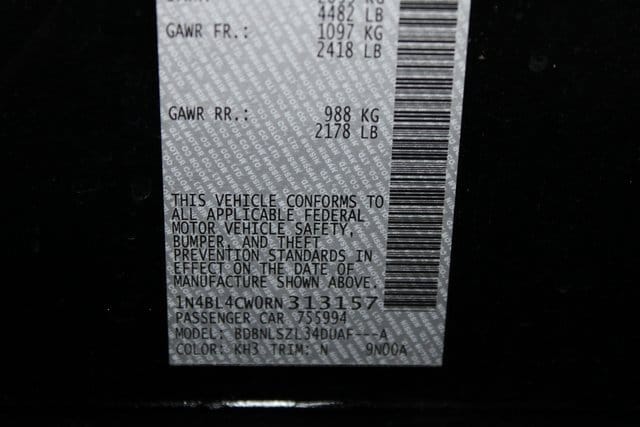 4482 LB
GAWR FR.: 1097 KG
2418 LB
GAWR RR.: 988 KG
2178 LB
THIS VEHICLE CONFORMS TO
ALL APPLICABLE FEDERAL
MOTOR VEHICLE SAFETY,
BUMPER, AND THEFT
PREVENTION STANDARDS IN
EFFECT ON THE DATE OF
MANUFACTURE SHOWN ABOVE.
1N4BL4CW0RN313157
PASSENGER CAR 755994
MODEL: BDBNLSZL34DUAF---A
COLOR: KH3 TRIM: N 9N00A